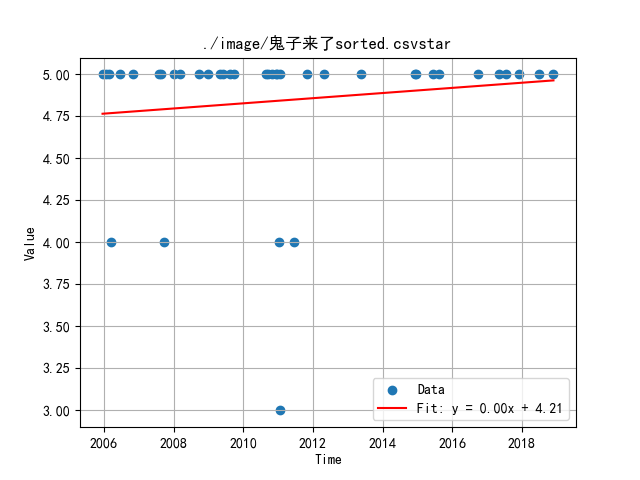 ./image/鬼子来了sorted.csvstar
5.00
4.75
4.50
4.25
4.00
3.75
3.50
3.25
3.00
Value
Data
Fit: y = 0.00x + 4.21
2006 2008 2010 2012 2014 2016 2018
Time